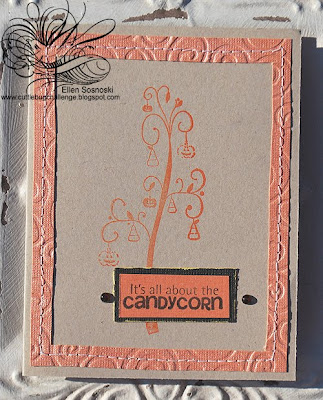 Ellen Sosnoski
www.cuttlebugchallenge.blogspot.com
It's all about the
CANDYCORN